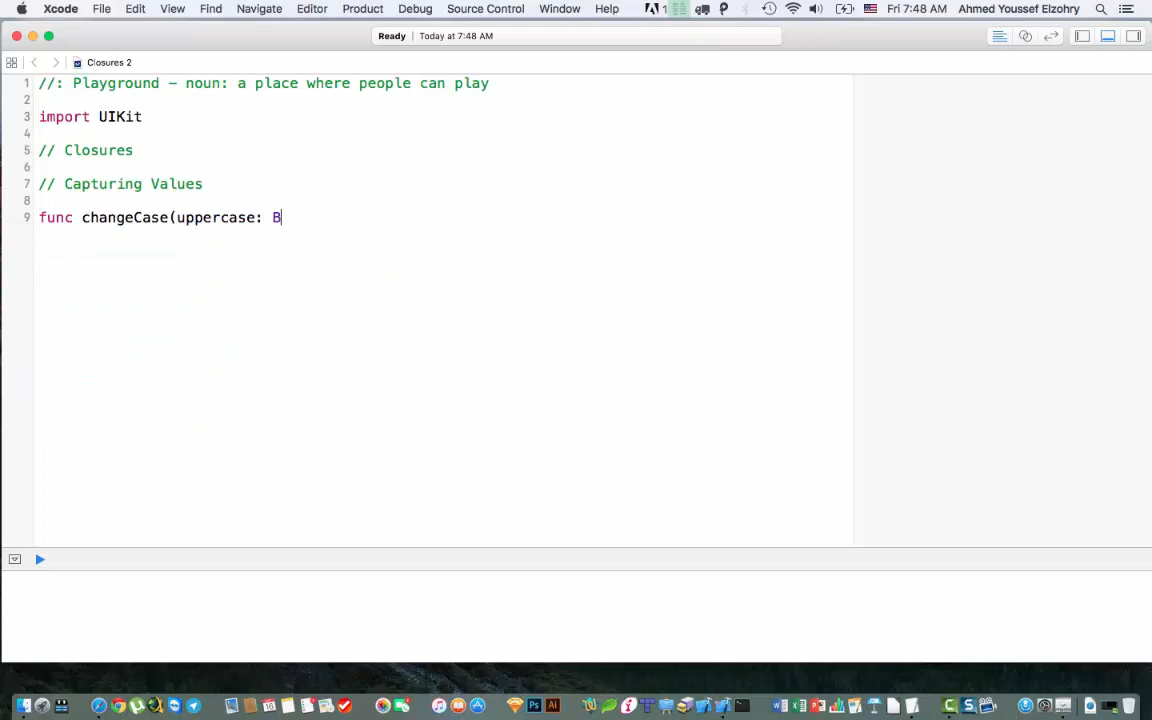 Xcode File Edit View Find Navigate Editor Product Debug Source Control Window Help 1 Fri 7:48 AM Ahmed Youssef Elzohry
Ready | Today at 7:48 AM
Closures 2
1 //: Playground – noun: a place where people can play
2
3 import UIKit
4
5 // Closures
6
7 // Capturing Values
8
9 func changeCase(uppercase: B